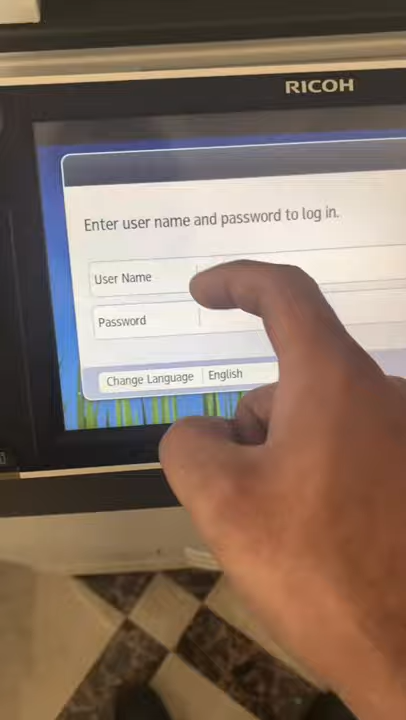 RICOH
Enter user name and password to log in.
User Name
Password
Change Language English